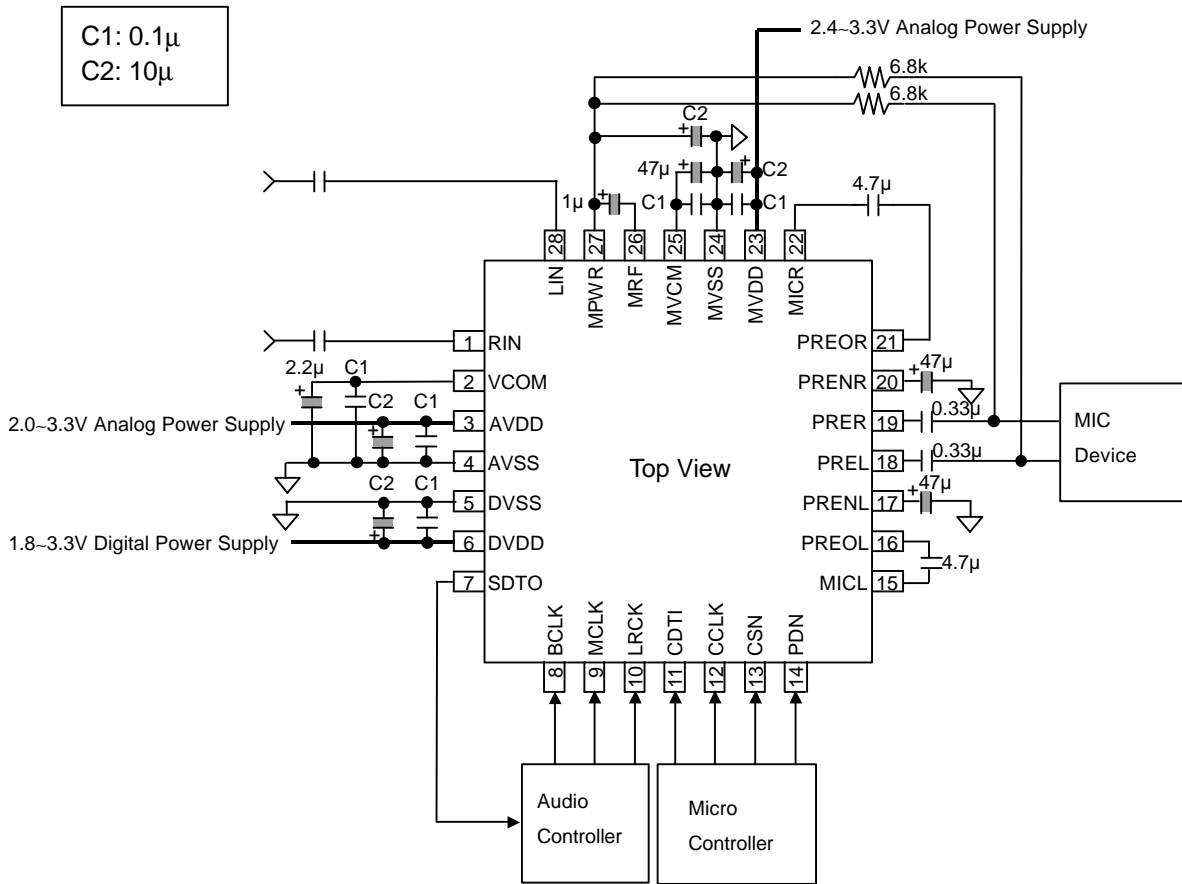 C1: 0.1μ
C2: 10μ
2.4~3.3V Analog Power Supply
6.8k
6.8k
C2
+
47μ
+
+
C2
4.7μ
1μ
+
C1
C1
28
27
26
25
24
23
22
LIN
MPWR
MRF
MVCM
MVSS
MVDD
MICR
1
RIN
2.2μ
C1
+
2
VCOM
C2
C1
2.0~3.3V Analog Power Supply
3
AVDD
+
4
AVSS
C2
C1
5
DVSS
1.8~3.3V Digital Power Supply
+
6
DVDD
7
SDTO
Top View
PREOR
21
47μ
PRENR
20
+
PRER
19
0.33μ
PREL
18
0.33μ
PRENL
17
+
47μ
PREOL
16
MICL
15
4.7μ
MIC
Device
BCLK
MCLK
LRCK
CDTI
CCLK
CSN
PDN
8
9
10
11
12
13
14
Audio
Controller
Micro
Controller